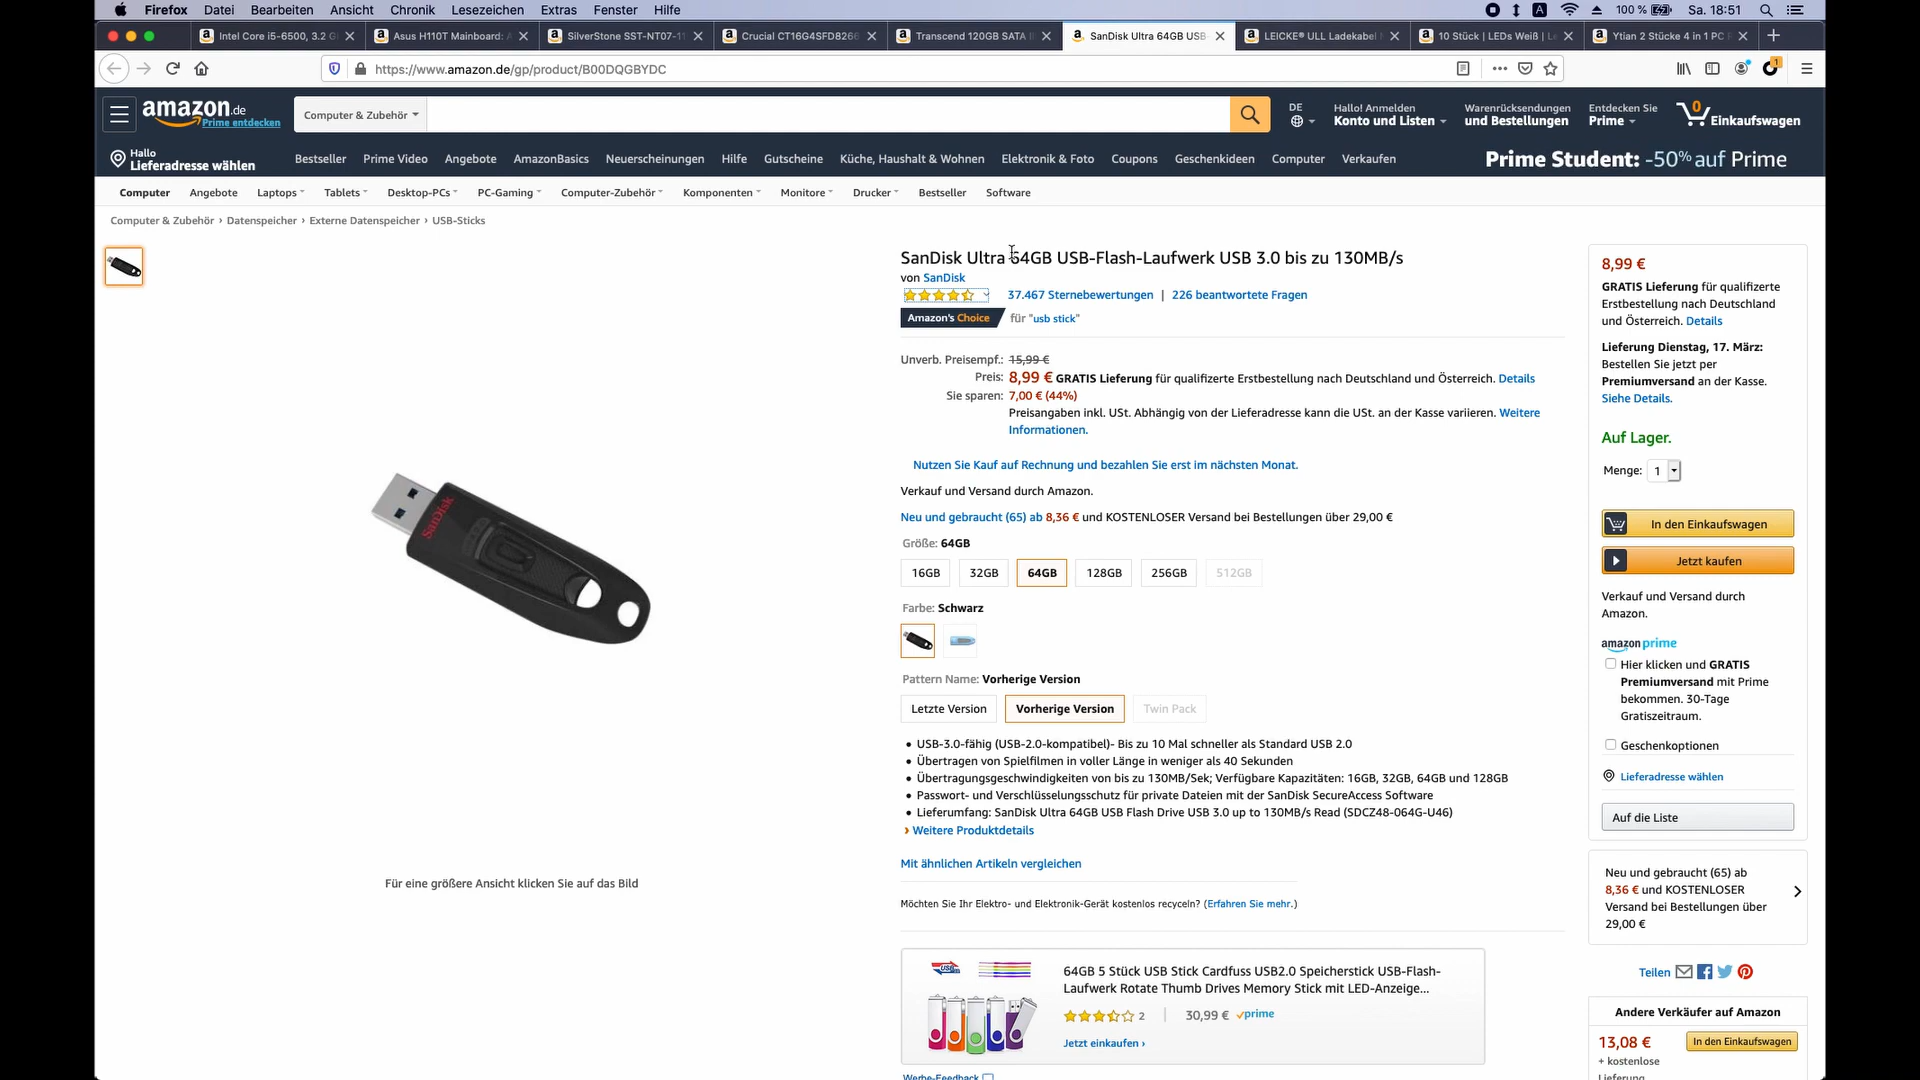 Firefox Datei Bearbeiten Ansicht Chronik Lesezeichen Extras Fenster Hilfe 100 % Sa. 18:51
Intel Core i5-6500, 3.2 G
Asus H110T Mainboard: A
SilverStone SST-NT07-11
Crucial CT16G4SFD8266
Transcend 120GB SATA II
SanDisk Ultra 64GB USB-
LEICKE® ULL Ladekabel
10 Stück | LEDs Weiß | Le
Ytian 2 Stücke 4 in 1 PC F
https://www.amazon.de/gp/product/B00DQGBYDC
1
amazon.de
Prime entdecken
Computer & Zubehör
DE
Hallo! Anmelden
Konto und Listen
Warenrücksendungen
und Bestellungen
Entdecken Sie
Prime
0
Einkaufswagen
Hallo
Lieferadresse wählen
Bestseller Prime Video Angebote AmazonBasics Neuerscheinungen Hilfe Gutscheine Küche, Haushalt & Wohnen Elektronik & Foto Coupons Geschenkideen Computer Verkaufen
Prime Student: -50% auf Prime
Computer Angebote Laptops Tablets Desktop-PCs PC-Gaming Computer-Zubehör Komponenten Monitore Drucker Bestseller Software
Computer & Zubehör › Datenspeicher › Externe Datenspeicher › USB-Sticks
SanDisk
Für eine größere Ansicht klicken Sie auf das Bild
SanDisk Ultra 64GB USB-Flash-Laufwerk USB 3.0 bis zu 130MB/s
von SanDisk
37.467 Sternebewertungen | 226 beantwortete Fragen
Amazon's Choice für "usb stick"
Unverb. Preisempf.: 15,99 €
Preis: 8,99 € GRATIS Lieferung für qualifizierte Erstbestellung nach Deutschland und Österreich. Details
Sie sparen: 7,00 € (44%)
Preisangaben inkl. USt. Abhängig von der Lieferadresse kann die USt. an der Kasse variieren. Weitere
Informationen.
Nutzen Sie Kauf auf Rechnung und bezahlen Sie erst im nächsten Monat.
Verkauf und Versand durch Amazon.
Neu und gebraucht (65) ab 8,36 € und KOSTENLOSER Versand bei Bestellungen über 29,00 €
Größe: 64GB
16GB 32GB 64GB 128GB 256GB 512GB
Farbe: Schwarz
Pattern Name: Vorherige Version
Letzte Version Vorherige Version Twin Pack
• USB-3.0-fähig (USB-2.0-kompatibel)- Bis zu 10 Mal schneller als Standard USB 2.0
• Übertragen von Spielfilmen in voller Länge in weniger als 40 Sekunden
• Übertragungsgeschwindigkeiten von bis zu 130MB/Sek; Verfügbare Kapazitäten: 16GB, 32GB, 64GB und 128GB
• Passwort- und Verschlüsselungsschutz für private Dateien mit der SanDisk SecureAccess Software
• Lieferumfang: SanDisk Ultra 64GB USB Flash Drive USB 3.0 up to 130MB/s Read (SDCZ48-064G-U46)
› Weitere Produktdetails
Mit ähnlichen Artikeln vergleichen
Möchten Sie Ihr Elektro- und Elektronik-Gerät kostenlos recyceln? (Erfahren Sie mehr.)
64GB 5 Stück USB Stick Cardfuss USB2.0 Speicherstick USB-Flash-
Laufwerk Rotate Thumb Drives Memory Stick mit LED-Anzeige...
2 | 30,99 € prime
Jetzt einkaufen ›
Werbe-Feedback
8,99 €
GRATIS Lieferung für qualifizierte
Erstbestellung nach Deutschland
und Österreich. Details
Lieferung Dienstag, 17. März:
Bestellen Sie jetzt per
Premiumversand an der Kasse.
Siehe Details.
Auf Lager.
Menge: 1
In den Einkaufswagen
Jetzt kaufen
Verkauf und Versand durch
Amazon.
amazon prime
Hier klicken und GRATIS
Premiumversand mit Prime
bekommen. 30-Tage
Gratiszeitraum.
Geschenkoptionen
Lieferadresse wählen
Auf die Liste
Neu und gebraucht (65) ab
8,36 € und KOSTENLOSER
Versand bei Bestellungen über
29,00 €
Teilen
Andere Verkäufer auf Amazon
13,08 €
In den Einkaufswagen
+ kostenlose
Lieferung